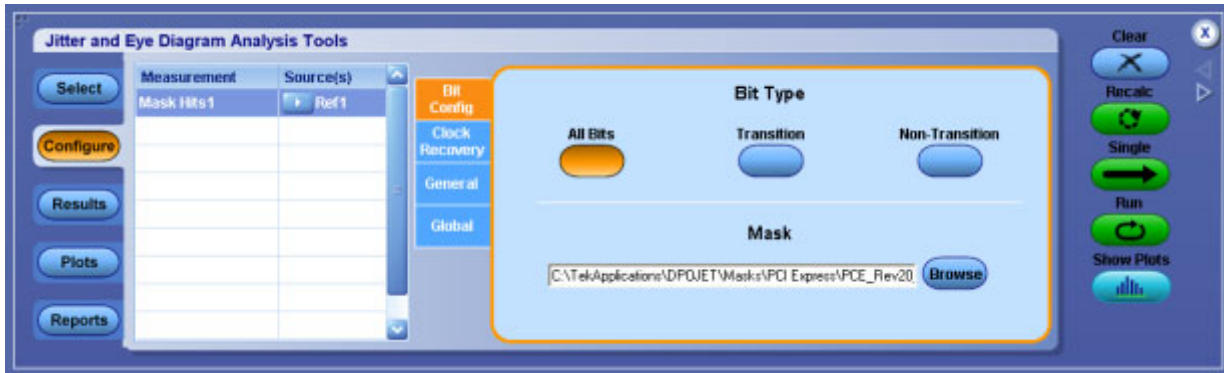 Jitter and Eye Diagram Analysis Tools
Select
Configure
Results
Plots
Reports
Measurement Source(s)
Mask Hits1 Ref1
Bit Config
Clock Recovery
General
Global
Bit Type
All Bits Transition Non-Transition
Mask
C:\TekApplications\DPOJET\Masks\PCI Express\PCE_Rev20 Browse
Clear
X
Recalc
Single
Run
Show Plots